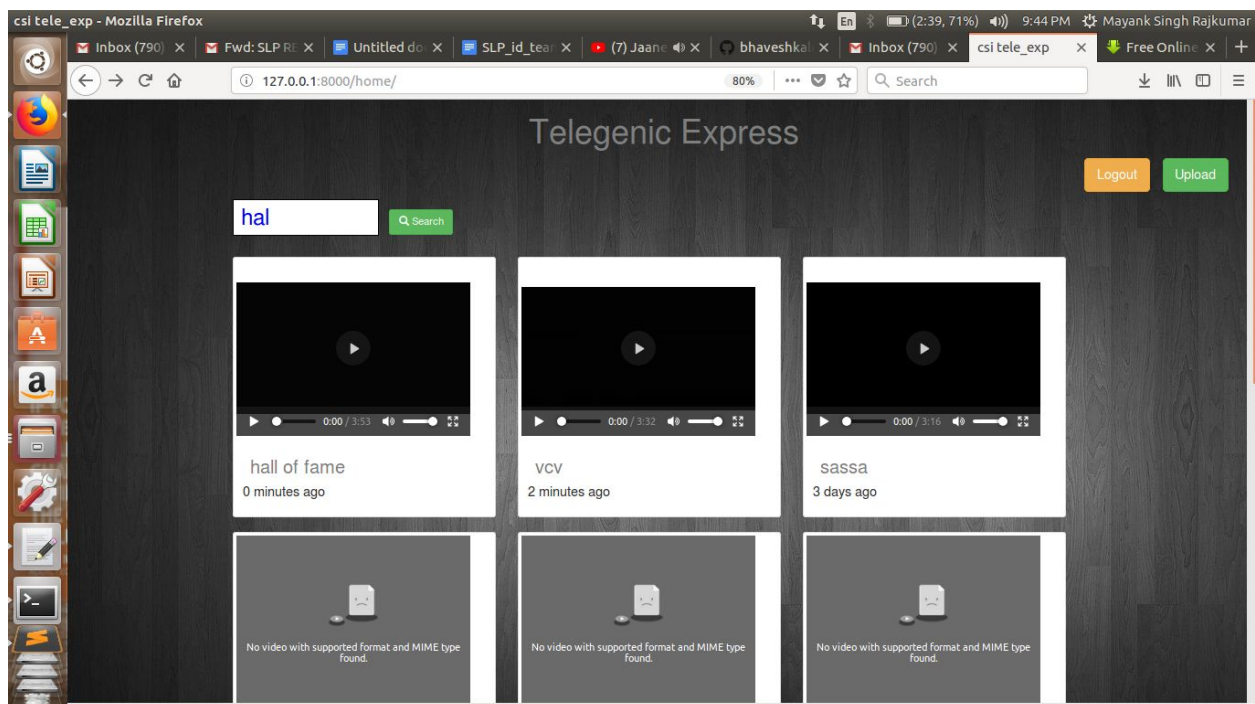 csi tele_exp - Mozilla Firefox
En (2:39, 71%) 9:44 PM Mayank Singh Rajkumar
Inbox (790) Fwd: SLP RE Untitled do SLP_id_tear (7) Jaane bhaveshkal Inbox (790) csi tele_exp Free Online
127.0.0.1:8000/home/ 80% Search
Telegenic Express
Logout Upload
hal Search
0:00 / 3:53 0:00 / 3:32 0:00 / 3:16
hall of fame vcv sassa
0 minutes ago 2 minutes ago 3 days ago
No video with supported format and MIME type No video with supported format and MIME type No video with supported format and MIME type
found. found. found.